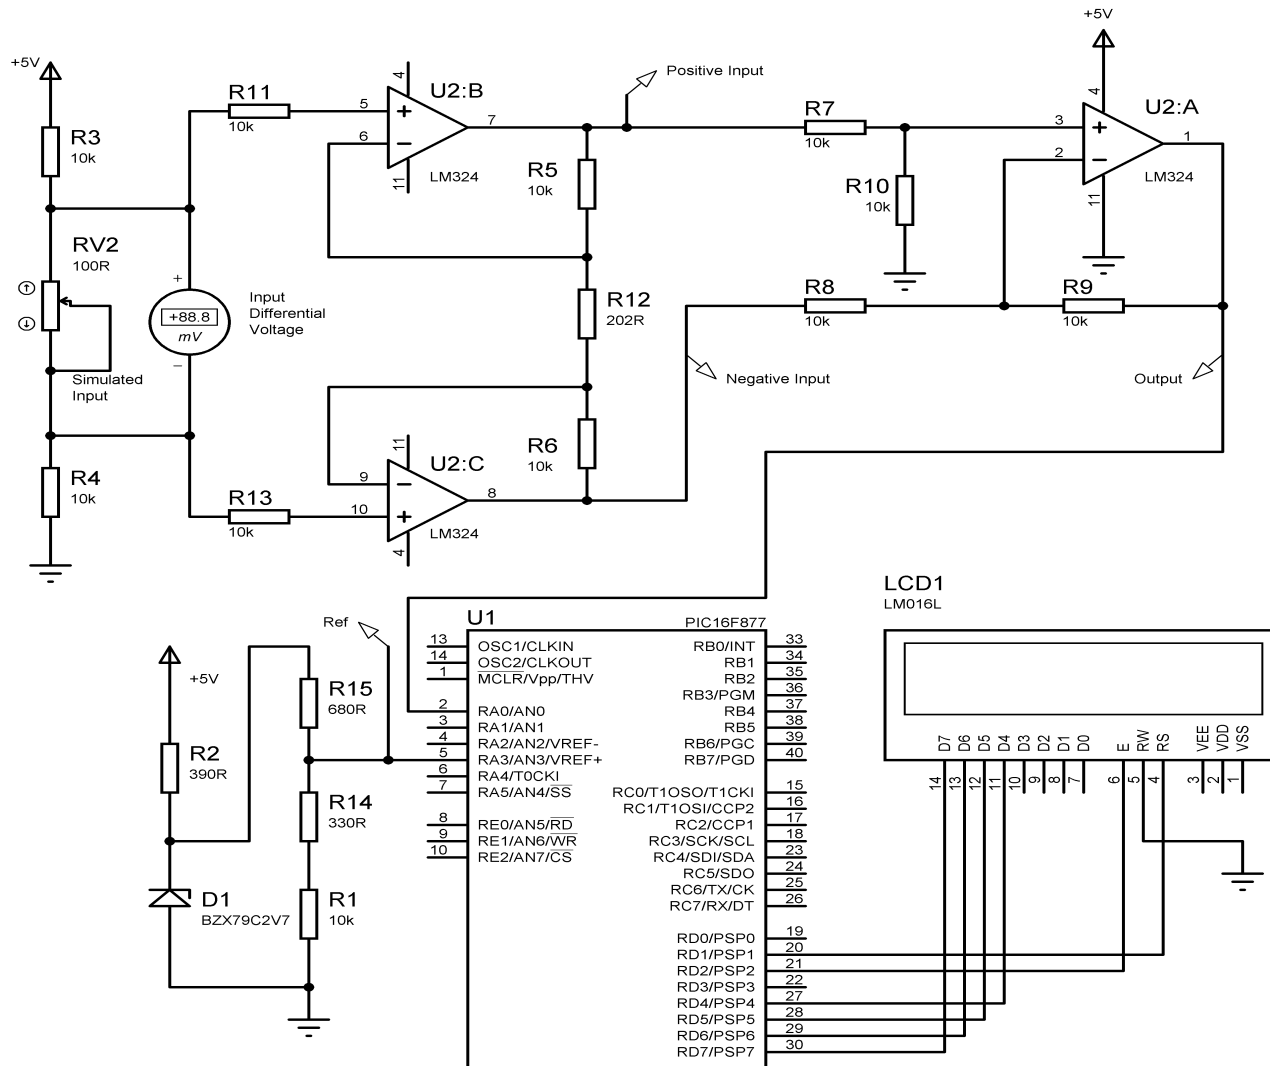 +5V
R3
10k
RV2
100R
Simulated
Input
R4
10k
+
+88.8
mV
−
Input
Differential
Voltage
R11
10k
R13
10k
4
5
+
6
−
11
7
U2:B
LM324
Positive Input
R5
10k
R12
202R
R6
10k
11
9
−
10
+
4
8
U2:C
LM324
Negative Input
R7
10k
R10
10k
R8
10k
R9
10k
+5V
4
3
+
2
−
11
1
U2:A
LM324
Output
+5V
R2
390R
D1
BZX79C2V7
R15
680R
R14
330R
R1
10k
Ref
U1
PIC16F877
13 OSC1/CLKIN
14 OSC2/CLKOUT
1 MCLR/Vpp/THV
2 RA0/AN0
3 RA1/AN1
4 RA2/AN2/VREF-
5 RA3/AN3/VREF+
6 RA4/T0CKI
7 RA5/AN4/SS
8 RE0/AN5/RD
9 RE1/AN6/WR
10 RE2/AN7/CS
RB0/INT 33
RB1 34
RB2 35
RB3/PGM 36
RB4 37
RB5 38
RB6/PGC 39
RB7/PGD 40
RC0/T1OSO/T1CKI 15
RC1/T1OSI/CCP2 16
RC2/CCP1 17
RC3/SCK/SCL 18
RC4/SDI/SDA 23
RC5/SDO 24
RC6/TX/CK 25
RC7/RX/DT 26
RD0/PSP0 19
RD1/PSP1 20
RD2/PSP2 21
RD3/PSP3 22
RD4/PSP4 27
RD5/PSP5 28
RD6/PSP6 29
RD7/PSP7 30
LCD1
LM016L
D7 D6 D5 D4 D3 D2 D1 D0 E RW RS VEE VDD VSS
14 13 12 11 10 9 8 7 6 5 4 3 2 1